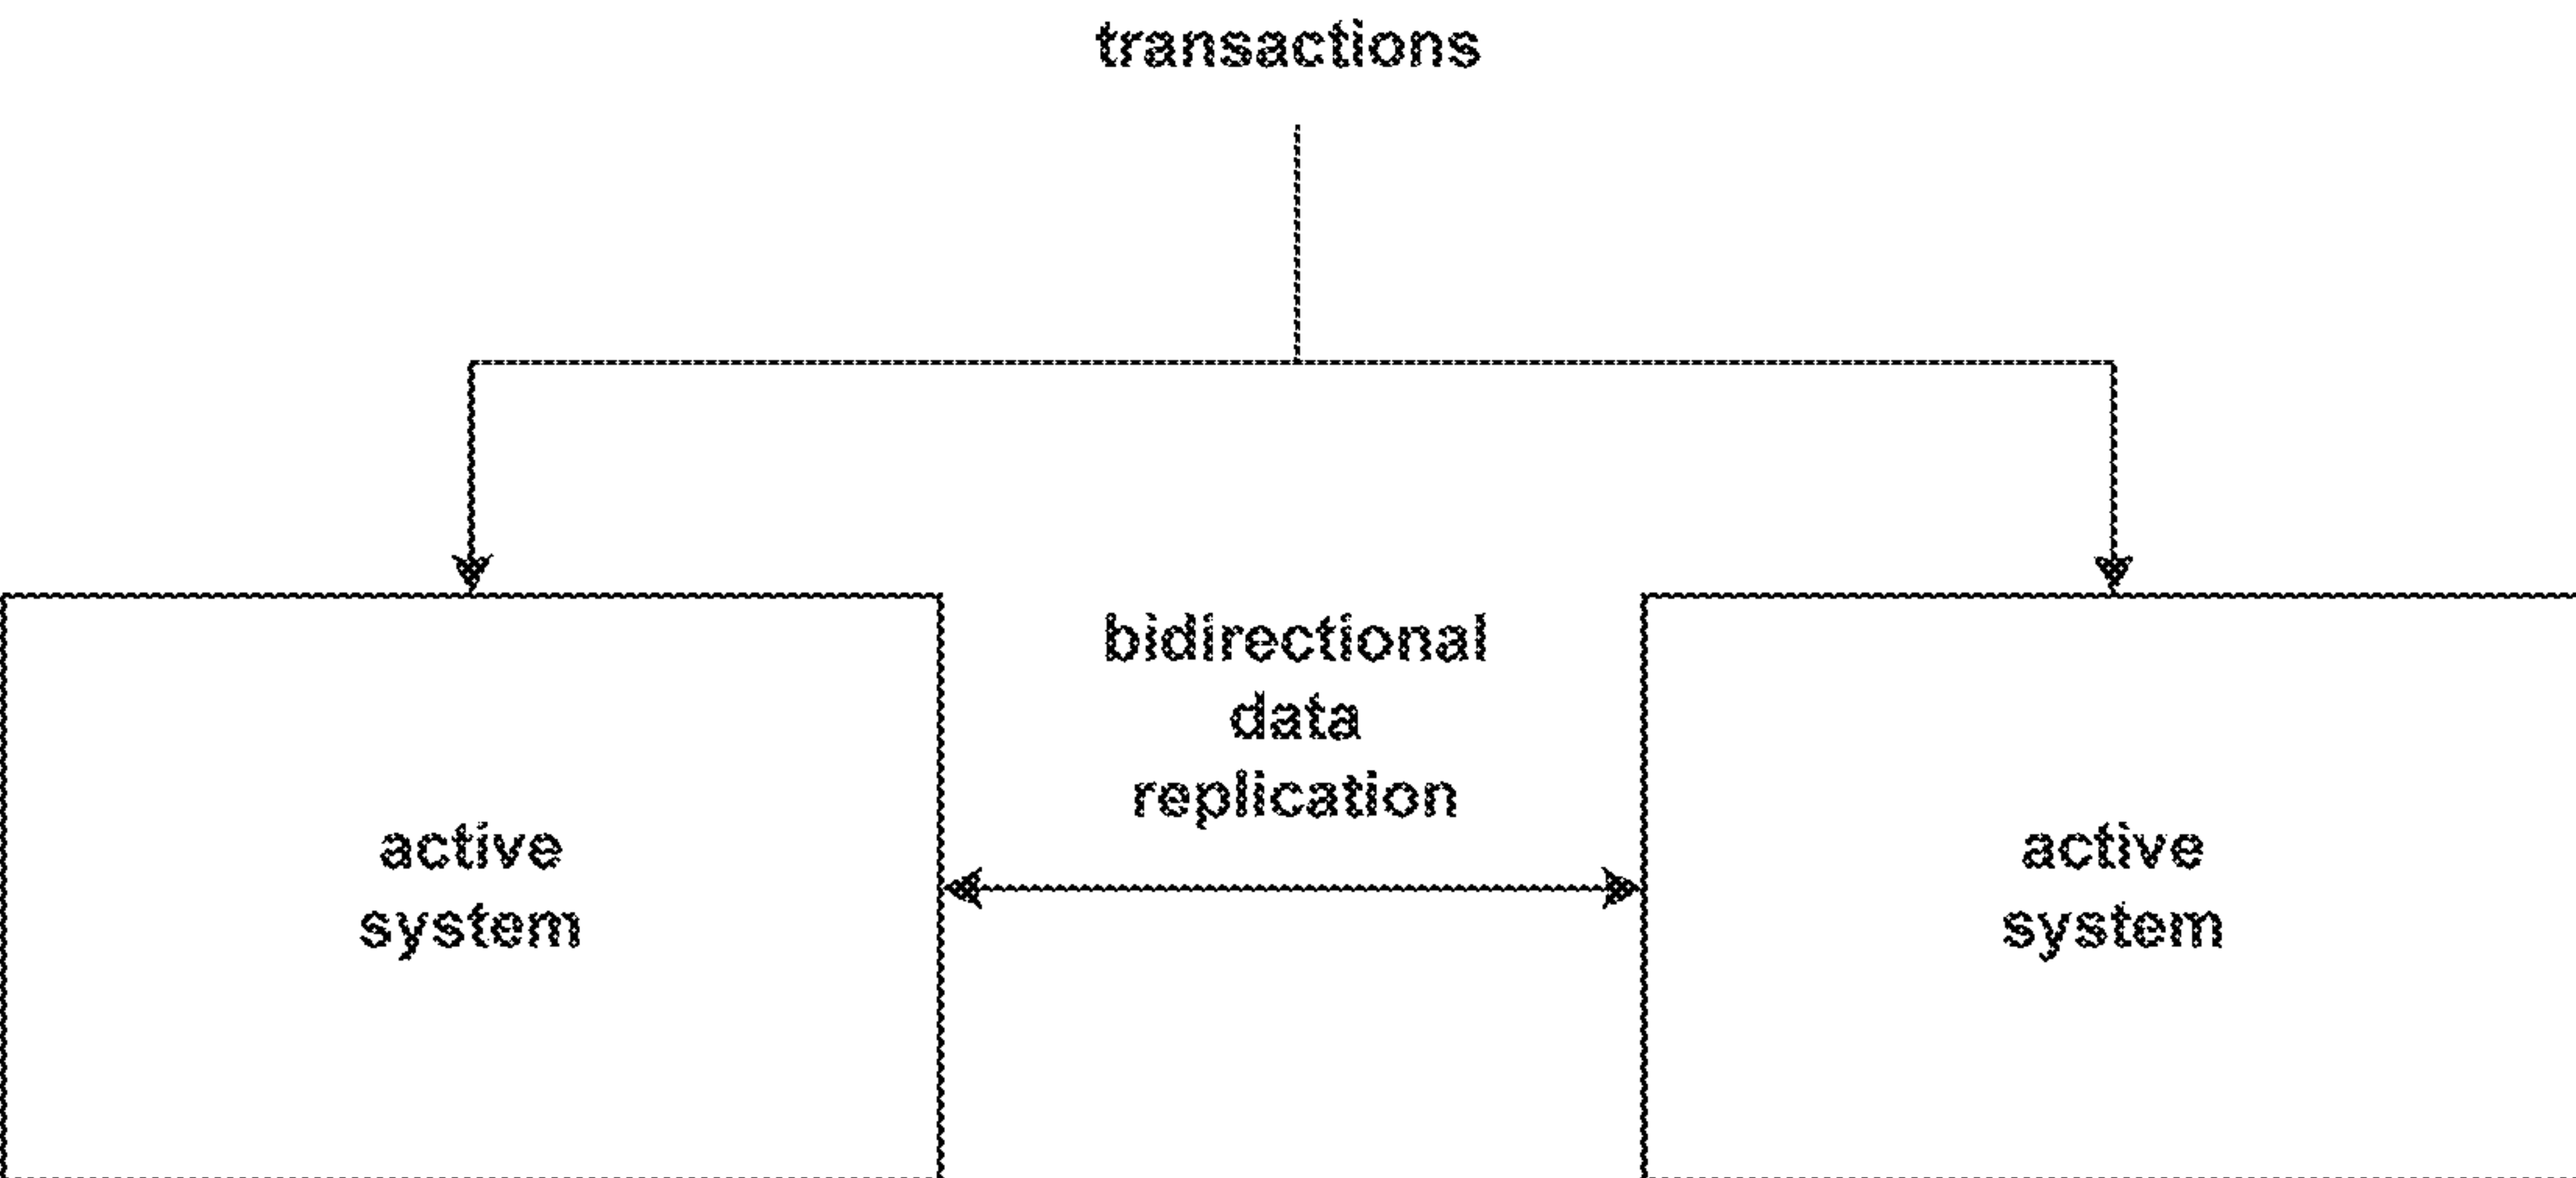 transactions
bidirectional
data
replication
active
system
active
system